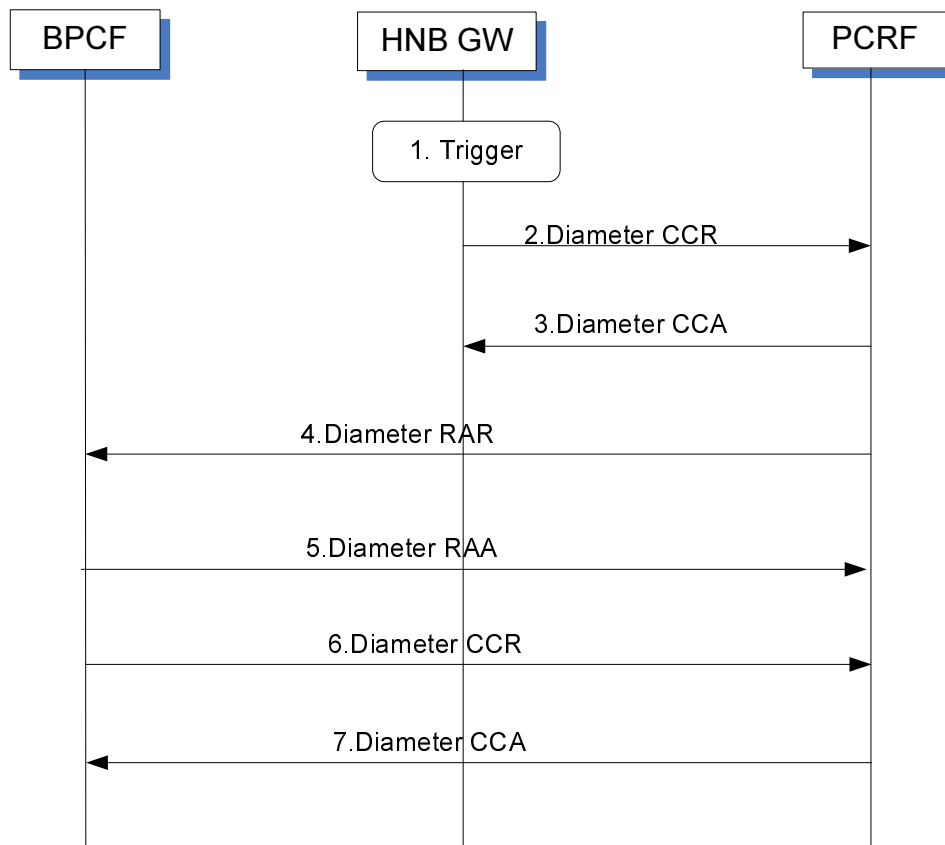 BPCF
HNB GW
PCRF
1. Trigger
2.Diameter CCR
3.Diameter CCA
4.Diameter RAR
5.Diameter RAA
6.Diameter CCR
7.Diameter CCA